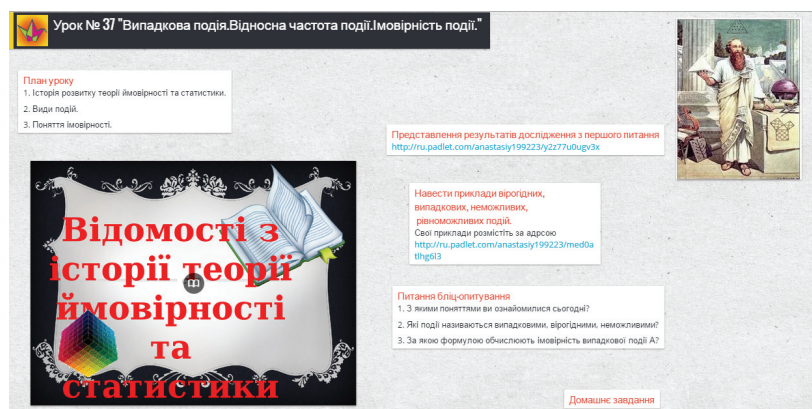 Урок № 37 "Випадкова подія.Відносна частота події.Імовірність події."
План уроку
1. Історія розвитку теорії ймовірності та статистики.
2. Види подій.
3. Поняття імовірності.
Представлення результатів дослідження з першого питання
http://ru.padlet.com/anastasiy199223/y2z77u0ugv3x
Навести приклади вірогідних,
випадкових, неможливих,
рівноможливих подій.
Свої приклади розмістіть за адрсою
http://ru.padlet.com/anastasiy199223/med0a
tlhg6l3
Відомості з
історії теорії
ймовірності
та
статистики
Питання бліц-опитування
1. З якими поняттями ви ознайомилися сьогодні?
2. Які події називаються випадковими, вірогідними, неможливими?
3. За якою формулою обчислюють імовірність випадкової події А?
Домашнє завдання